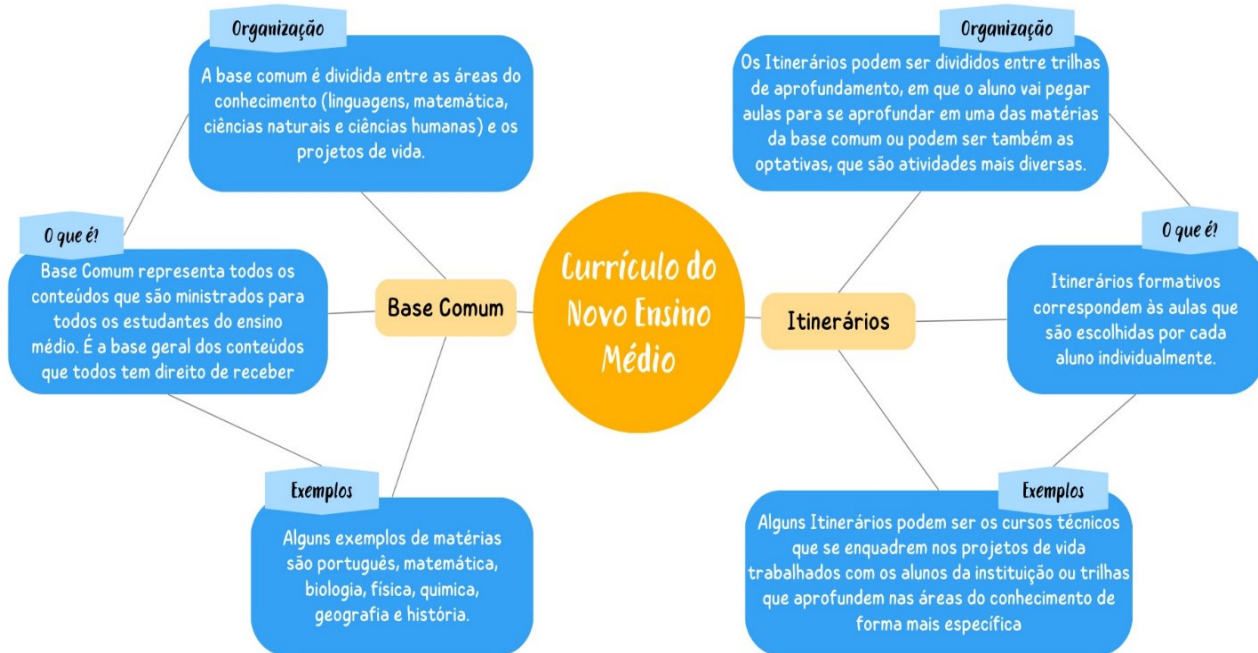 Organização
A base comum é dividida entre as áreas do
conhecimento (linguagens, matemática,
ciências naturais e ciências humanas) e os
projetos de vida.
O que é?
Base Comum representa todos os
conteúdos que são ministrados para
todos os estudantes do ensino
médio. É a base geral dos conteúdos
que todos tem direito de receber
Base Comum
Exemplos
Alguns exemplos de matérias
são português, matemática,
biologia, física, quimica,
geografia e história.
Currículo do
Novo Ensino
Médio
Organização
Os Itinerários podem ser divididos entre trilhas
de aprofundamento, em que o aluno vai pegar
aulas para se aprofundar em uma das matérias
da base comum ou podem ser também as
optativas, que são atividades mais diversas.
Itinerários
O que é?
Itinerários formativos
correspondem às aulas que
são escolhidas por cada
aluno individualmente.
Exemplos
Alguns Itinerários podem ser os cursos técnicos
que se enquadrem nos projetos de vida
trabalhados com os alunos da instituição ou trilhas
que aprofundem nas áreas do conhecimento de
forma mais específica